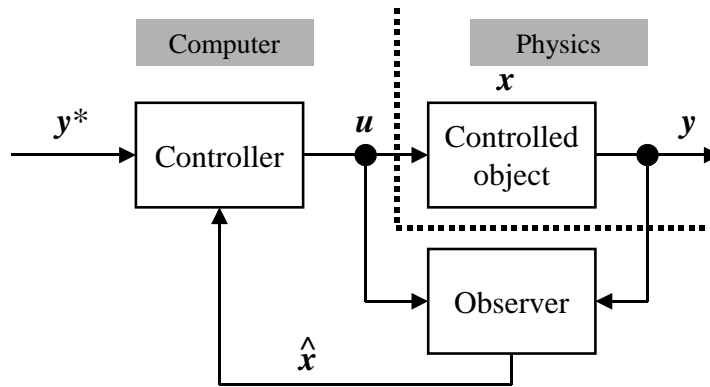 Computer
Physics
x
y*
u
y
Controller
Controlled
object
Observer
x̂